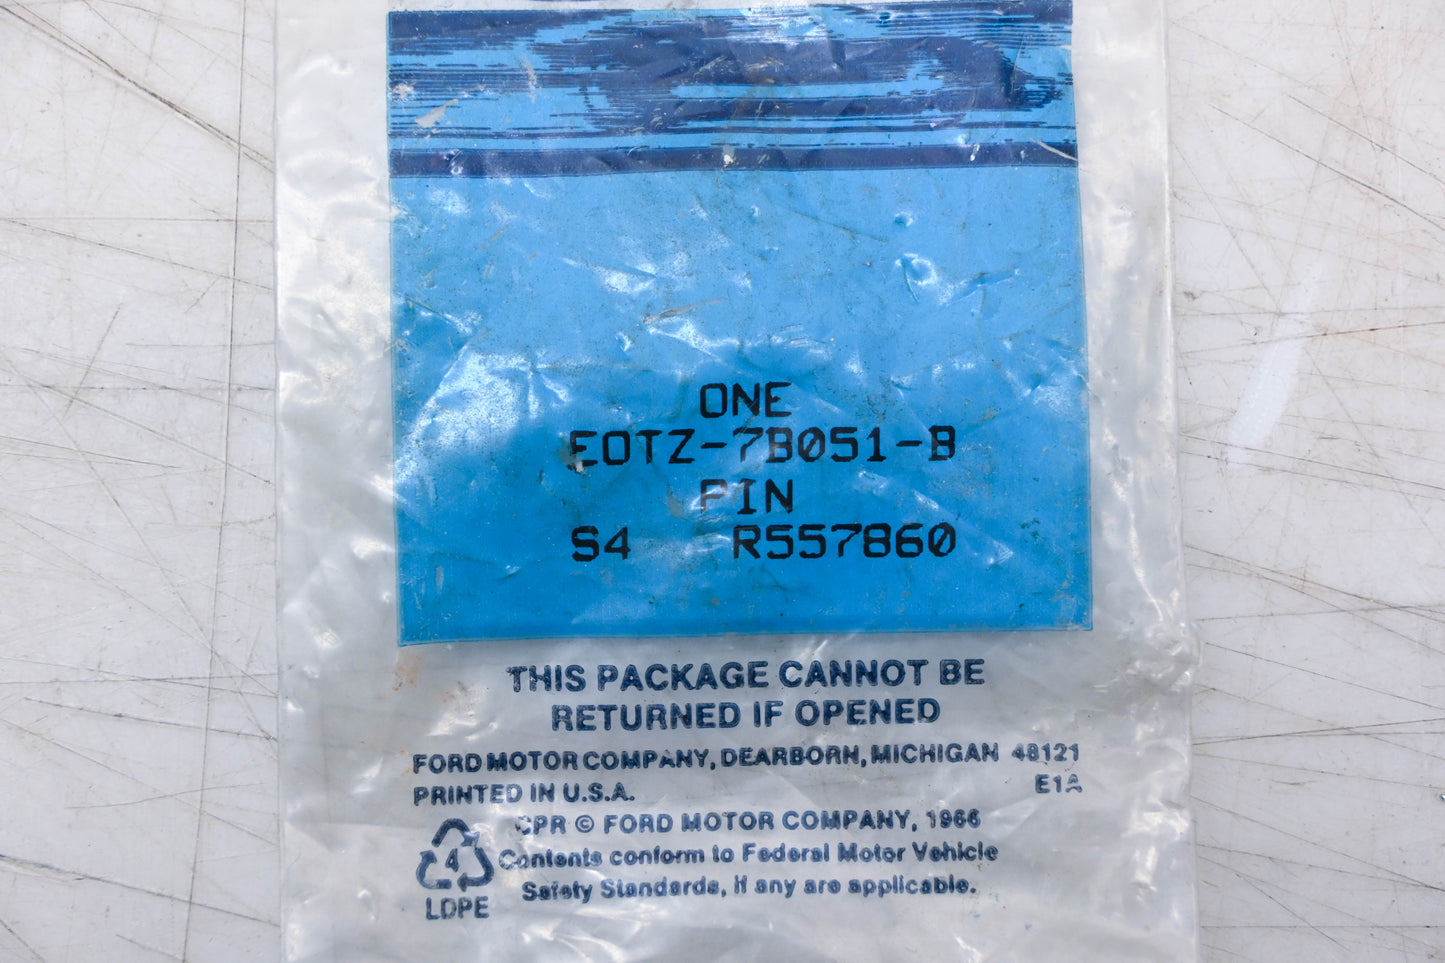 ONE
EOTZ-7B051-B
PIN
S4 R557860
THIS PACKAGE CANNOT BE
RETURNED IF OPENED
FORD MOTOR COMPANY, DEARBORN, MICHIGAN 48121
PRINTED IN U.S.A. E1A
CPR © FORD MOTOR COMPANY, 1966
Contents conform to Federal Motor Vehicle
Safety Standards, if any are applicable.
4
LDPE